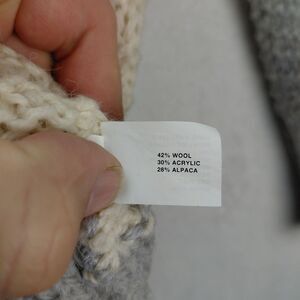 42% WOOL
30% ACRYLIC
28% ALPACA